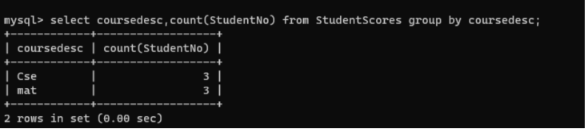 mysql> select coursedesc,count(StudentNo) from StudentScores group by coursedesc;
+------------+------------------+
| coursedesc | count(StudentNo) |
+------------+------------------+
| Cse        |                3 |
| mat        |                3 |
+------------+------------------+
2 rows in set (0.00 sec)